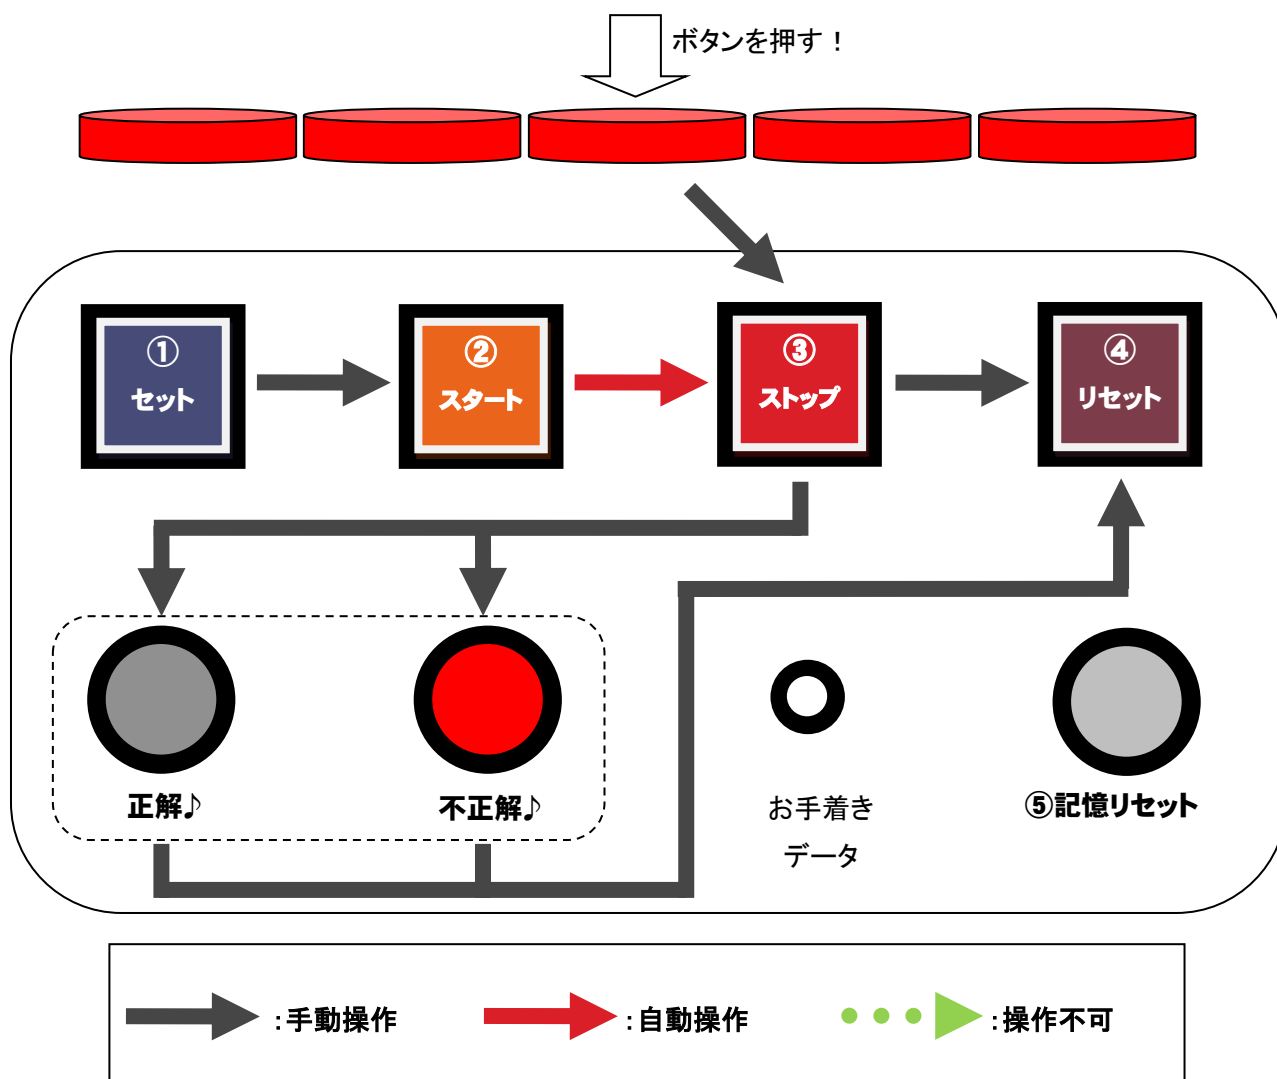 ボタンを押す！
①
セット
②
スタート
③
ストップ
④
リセット
正解♪
不正解♪
お手着き
データ
⑤記憶リセット
：手動操作
：自動操作
：操作不可